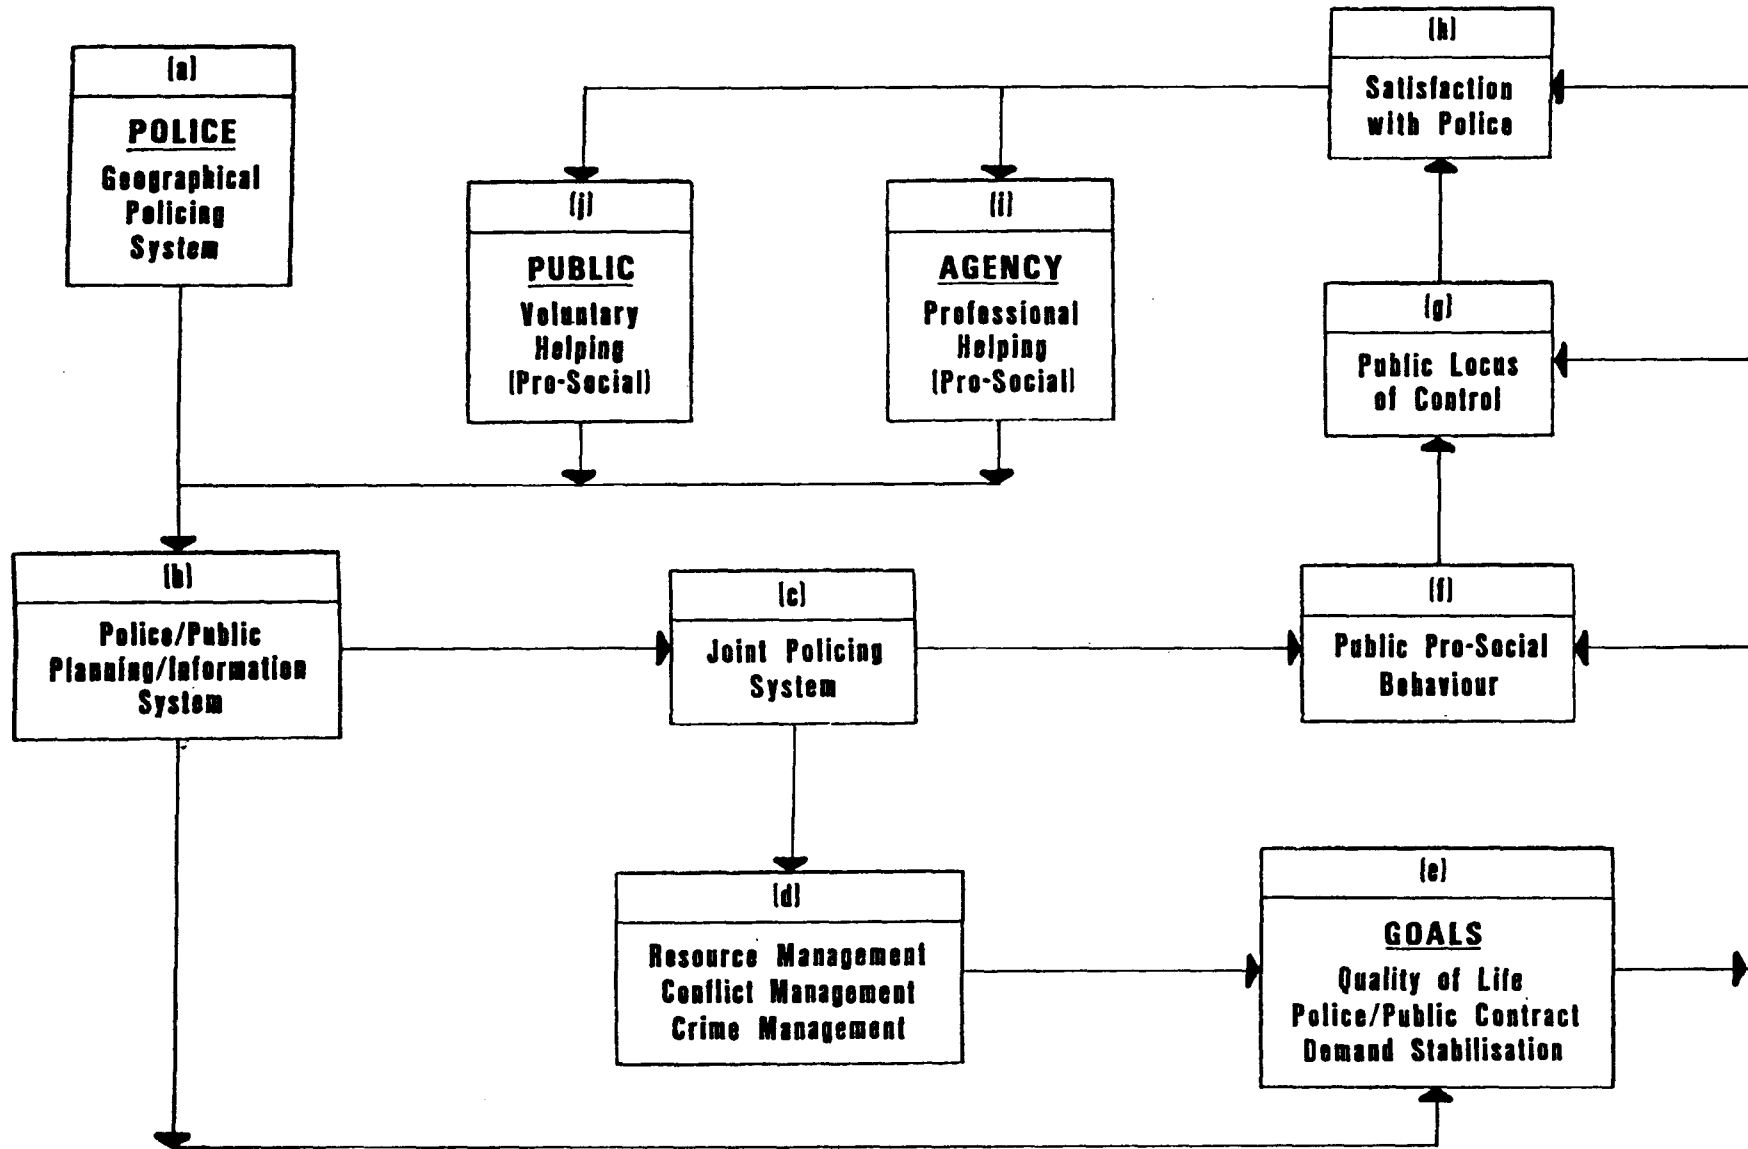 (a)
POLICE
Geographical
Policing
System
(j)
PUBLIC
Voluntary
Helping
(Pro-Social)
(i)
AGENCY
Professional
Helping
(Pro-Social)
(h)
Satisfaction
with Police
(g)
Public Locus
of Control
(b)
Police/Public
Planning/Information
System
(c)
Joint Policing
System
(f)
Public Pro-Social
Behaviour
(d)
Resource Management
Conflict Management
Crime Management
(e)
GOALS
Quality of Life
Police/Public Contract
Demand Stabilisation